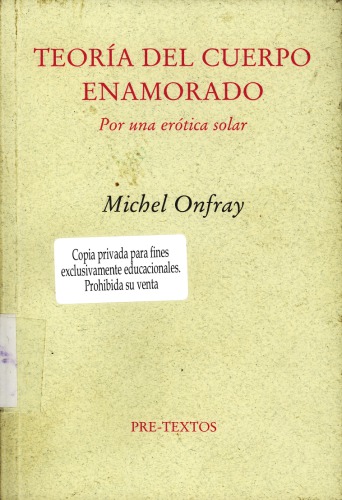 TEORÍA DEL CUERPO
ENAMORADO
Por una erótica solar
Michel Onfray
Copia privada para fines
exclusivamente educacionales.
Prohibida su venta
PRE-TEXTOS